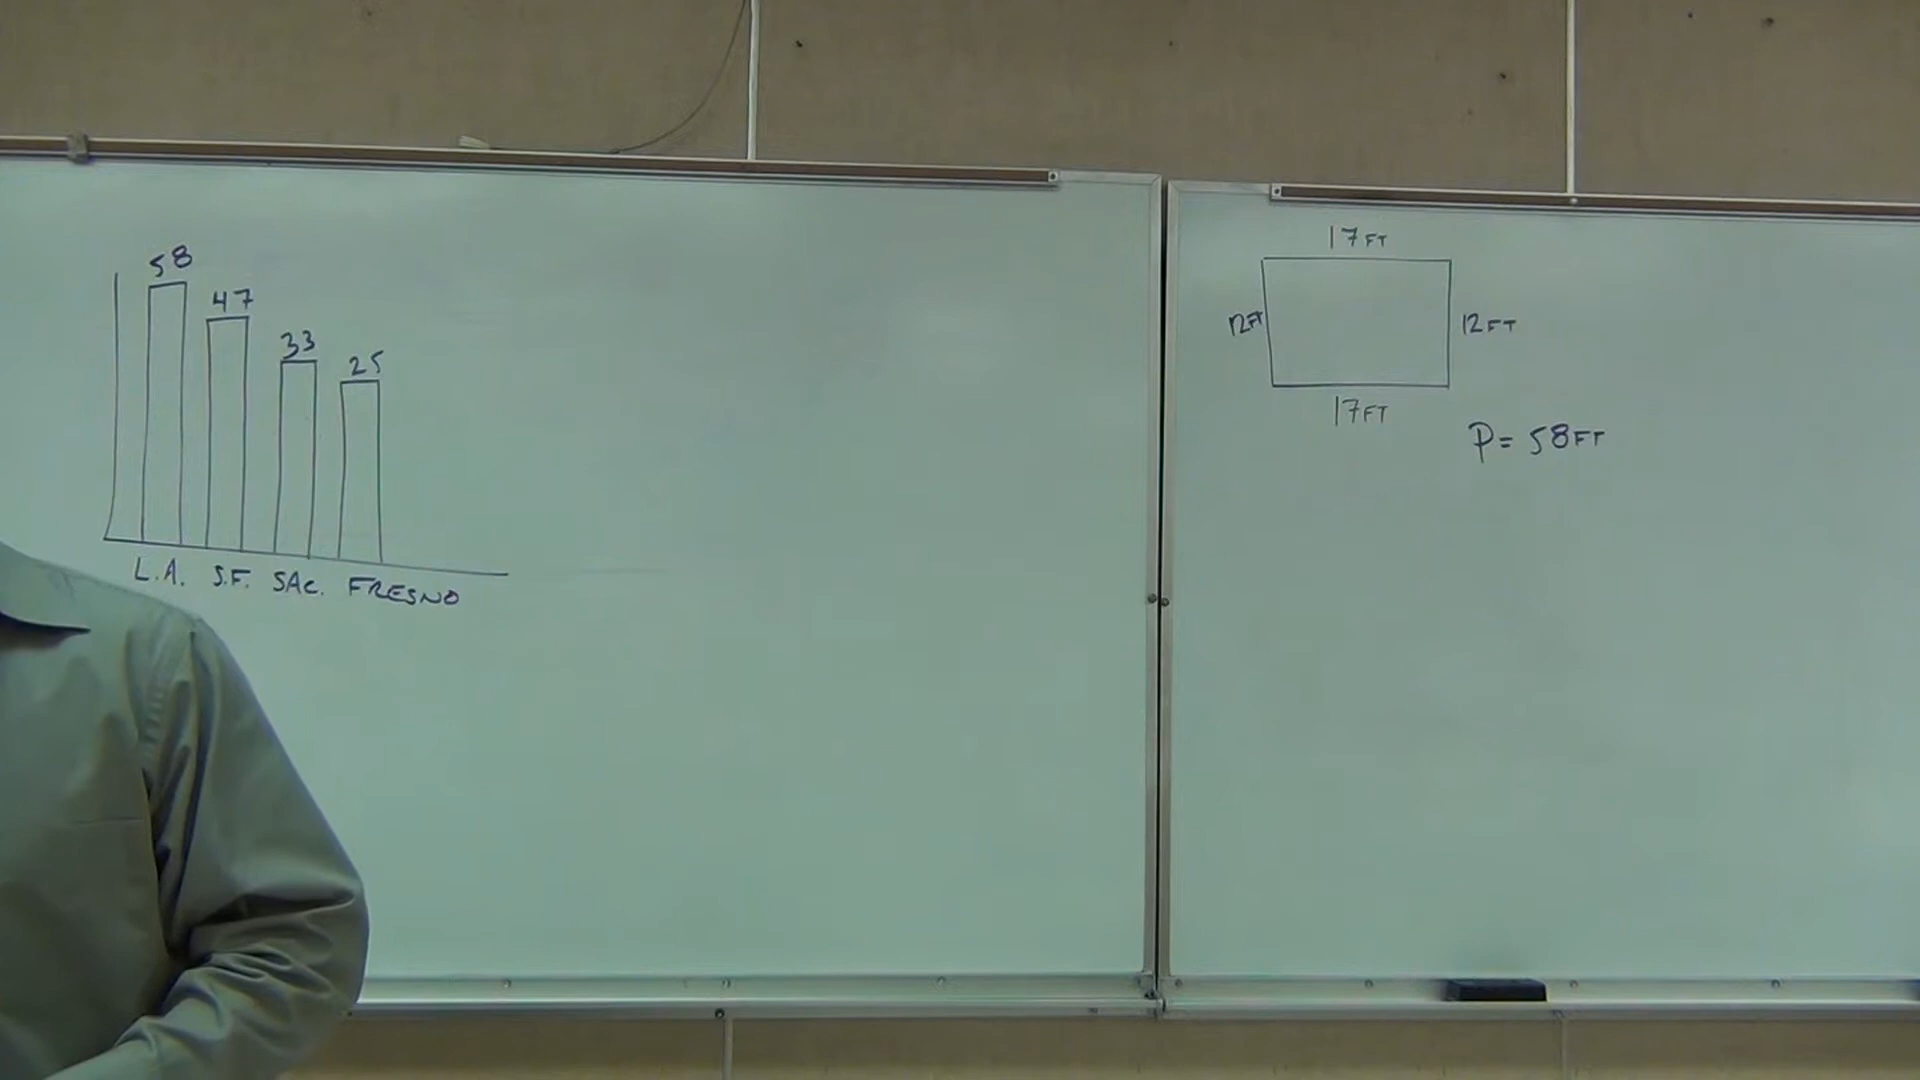 58
47
33
25
L.A. S.F. SAC. FRESNO
17FT
12FT
12FT
17FT
P= 58FT